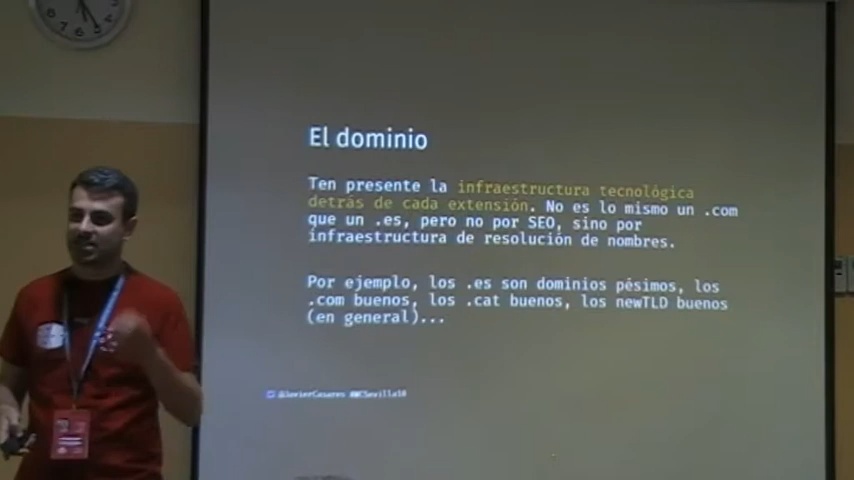 El dominio
Ten presente la infraestructura tecnológica
detrás de cada extensión. No es lo mismo un .com
que un .es, pero no por SEO, sino por
infraestructura de resolución de nombres.
Por ejemplo, los .es son dominios pésimos, los
.com buenos, los .cat buenos, los newTLD buenos
(en general)...
@JavierCasares #WCSevilla18